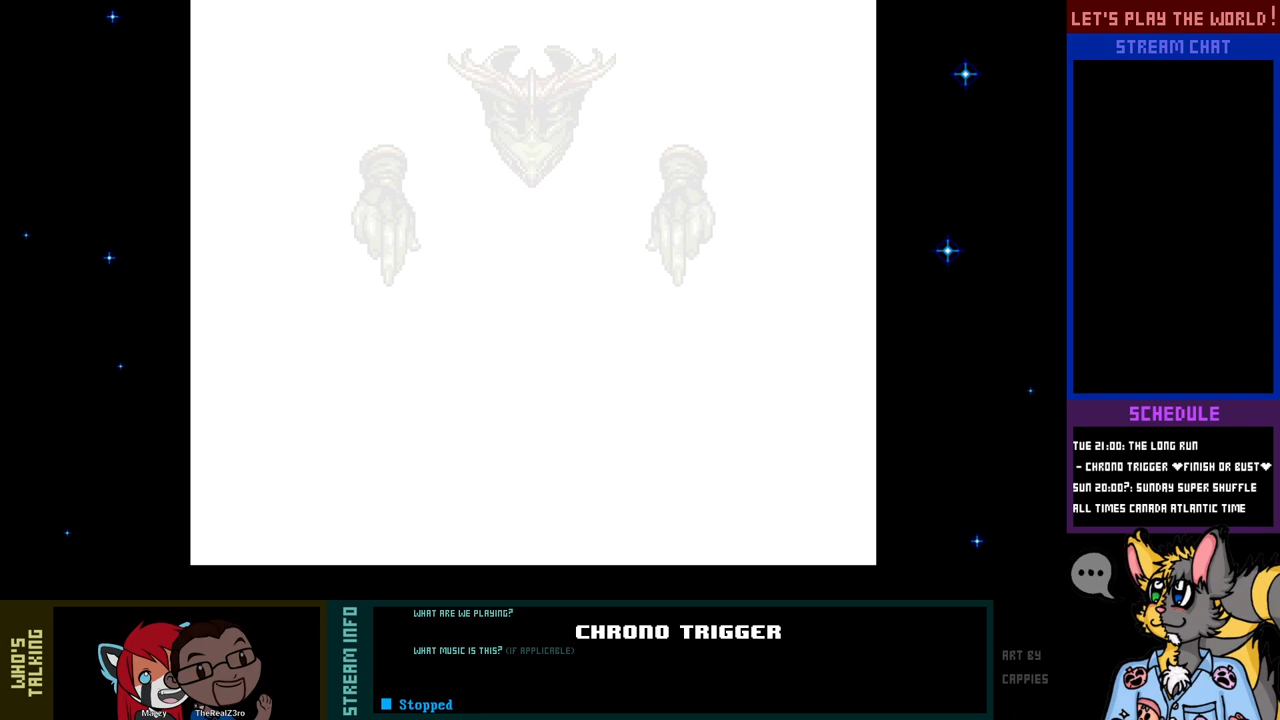 LET'S PLAY THE WORLD!
STREAM CHAT
SCHEDULE
TUE 21:00: THE LONG RUN
- CHRONO TRIGGER ♥FINISH OR BUST♥
SUN 20:00?: SUNDAY SUPER SHUFFLE
ALL TIMES CANADA ATLANTIC TIME
WHO'S TALKING
Maezy
TheRealZ3ro
STREAM INFO
WHAT ARE WE PLAYING?
CHRONO TRIGGER
WHAT MUSIC IS THIS? (IF APPLICABLE)
Stopped
ART BY
CAPPIES